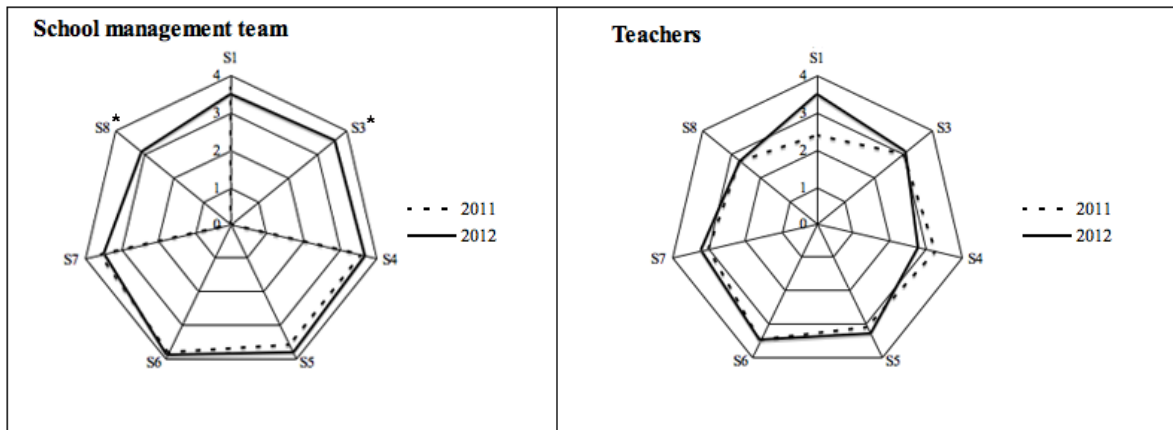 School management team
S1
4
3
2
1
0
S3*
S4
S5
S6
S7
S8*
2011
2012
Teachers
S1
4
3
2
1
0
S3
S4
S5
S6
S7
S8
2011
2012